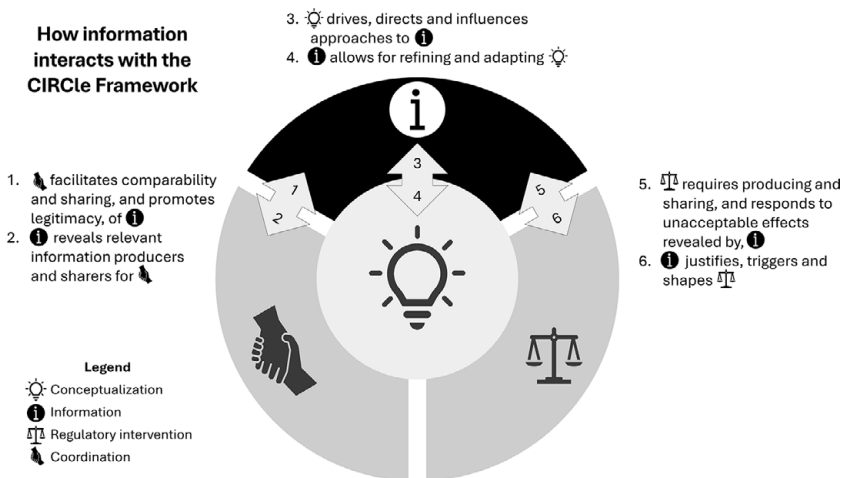 How information
interacts with the
CIRCle Framework
3. drives, directs and influences
approaches to i
4. i allows for refining and adapting
i
3
4
1
2
5
6
1. facilitates comparability
and sharing, and promotes
legitimacy, of i
2. i reveals relevant
information producers
and sharers for
5. requires producing and
sharing, and responds to
unacceptable effects
revealed by, i
6. i justifies, triggers and
shapes
Legend
Conceptualization
i Information
Regulatory intervention
Coordination